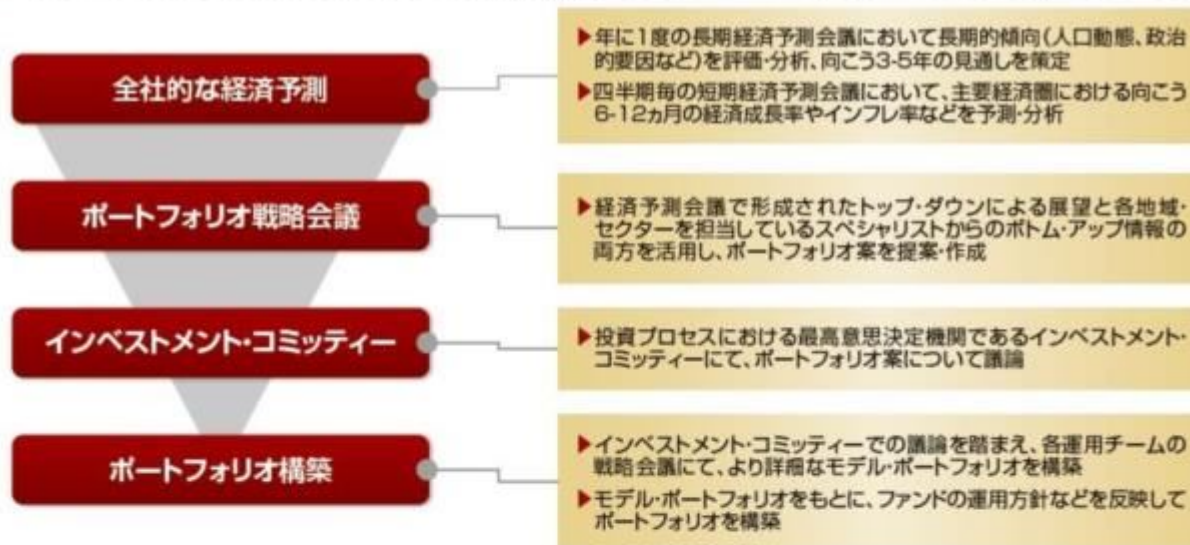 全社的な経済予測
▶年に1度の長期経済予測会議において長期的傾向(人口動態、政治
的要因など)を評価・分析、向こう3-5年の見通しを策定
▶四半期毎の短期経済予測会議において、主要経済圏における向こう
6-12ヵ月の経済成長率やインフレ率などを予測・分析
ポートフォリオ戦略会議
▶経済予測会議で形成されたトップ・ダウンによる展望と各地域・
セクターを担当しているスペシャリストからのボトム・アップ情報の
両方を活用し、ポートフォリオ案を提案・作成
インベストメント・コミッティー
▶投資プロセスにおける最高意思決定機関であるインベストメント・
コミッティーにて、ポートフォリオ案について議論
ポートフォリオ構築
▶インベストメント・コミッティーでの議論を踏まえ、各運用チームの
戦略会議にて、より詳細なモデル・ポートフォリオを構築
▶モデル・ポートフォリオをもとに、ファンドの運用方針などを反映して
ポートフォリオを構築